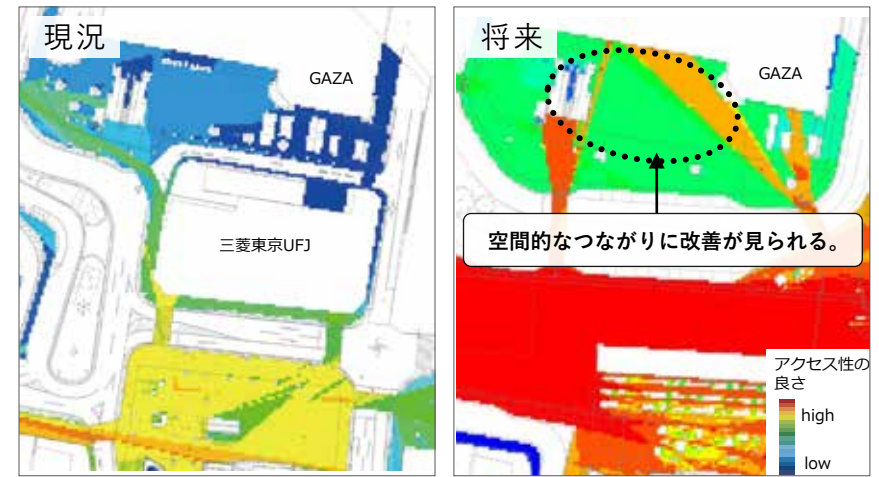 現況
GAZA
三菱東京UFJ
将来
GAZA
空間的なつながりに改善が見られる。
アクセス性の
良さ
high
low